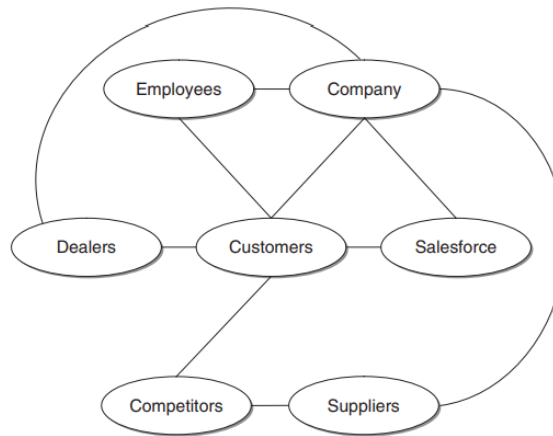 Employees
Company
Dealers
Customers
Salesforce
Competitors
Suppliers